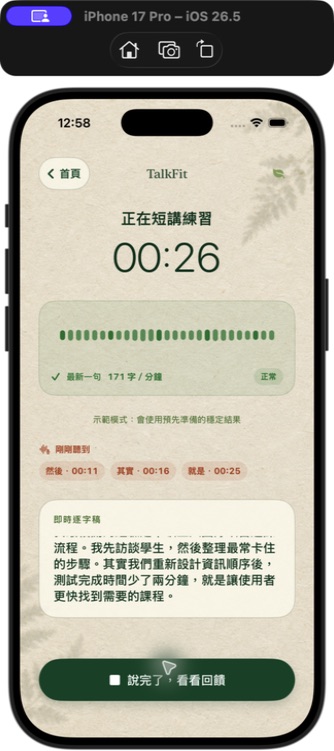 iPhone 17 Pro – iOS 26.5
12:58
首頁
TalkFit
正在短講練習
00:26
最新一句 171 字 / 分鐘
正常
示範模式：會使用預先準備的穩定結果
剛剛聽到
然後 · 00:11
其實 · 00:16
就是 · 00:25
即時逐字稿
流程。我先訪談學生，然後整理最常卡住
的步驟。其實我們重新設計資訊順序後，
測試完成時間少了兩分鐘，就是讓使用者
更快找到需要的課程。
說完了，看看回饋